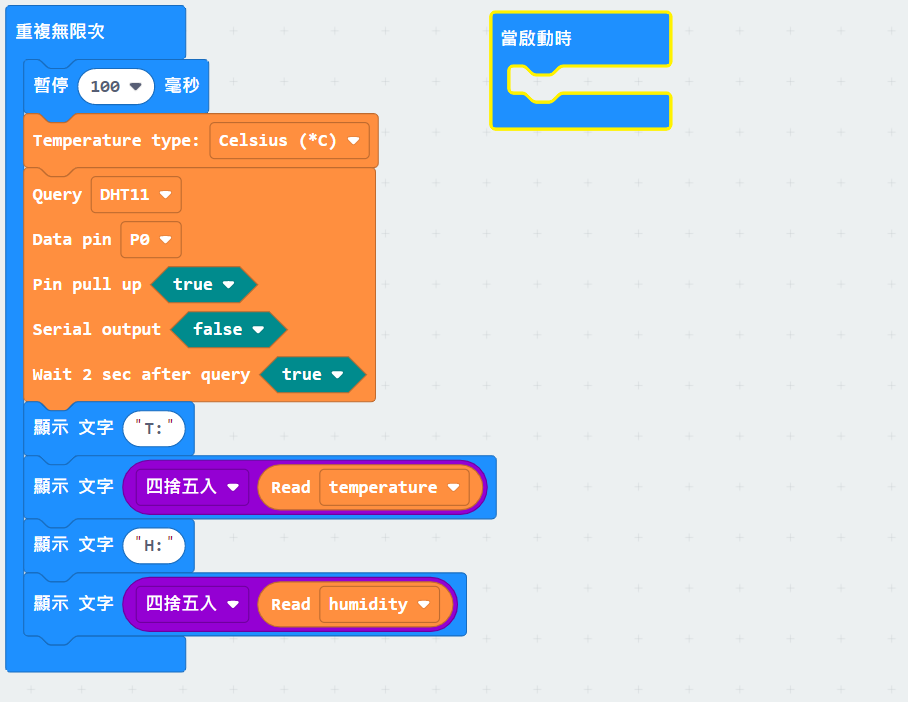 重複無限次
暫停 100 毫秒
Temperature type: Celsius (*C)
Query DHT11
Data pin P0
Pin pull up true
Serial output false
Wait 2 sec after query true
顯示 文字 "T:"
顯示 文字 四捨五入 Read temperature
顯示 文字 "H:"
顯示 文字 四捨五入 Read humidity
當啟動時